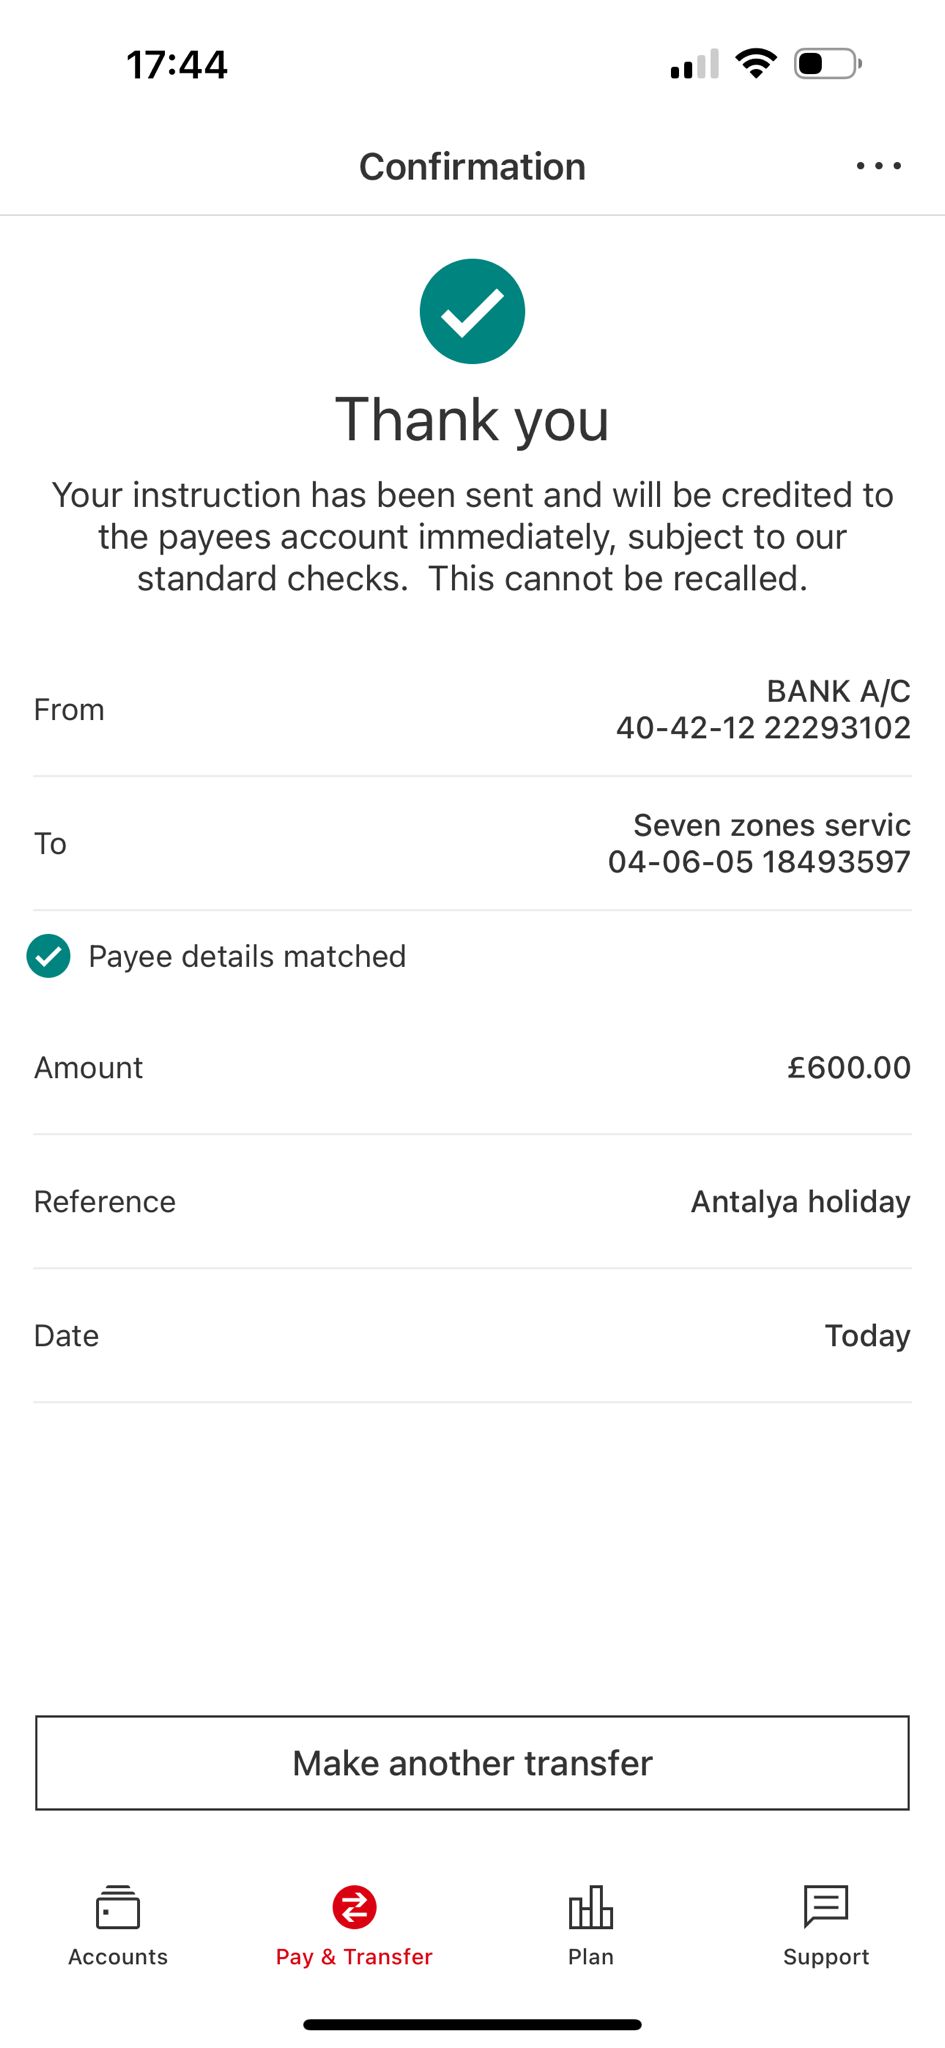 17:44
Confirmation
Thank you
Your instruction has been sent and will be credited to
the payees account immediately, subject to our
standard checks.  This cannot be recalled.
From
BANK A/C
40-42-12 22293102
To
Seven zones servic
04-06-05 18493597
Payee details matched
Amount
£600.00
Reference
Antalya holiday
Date
Today
Make another transfer
Accounts
Pay & Transfer
Plan
Support